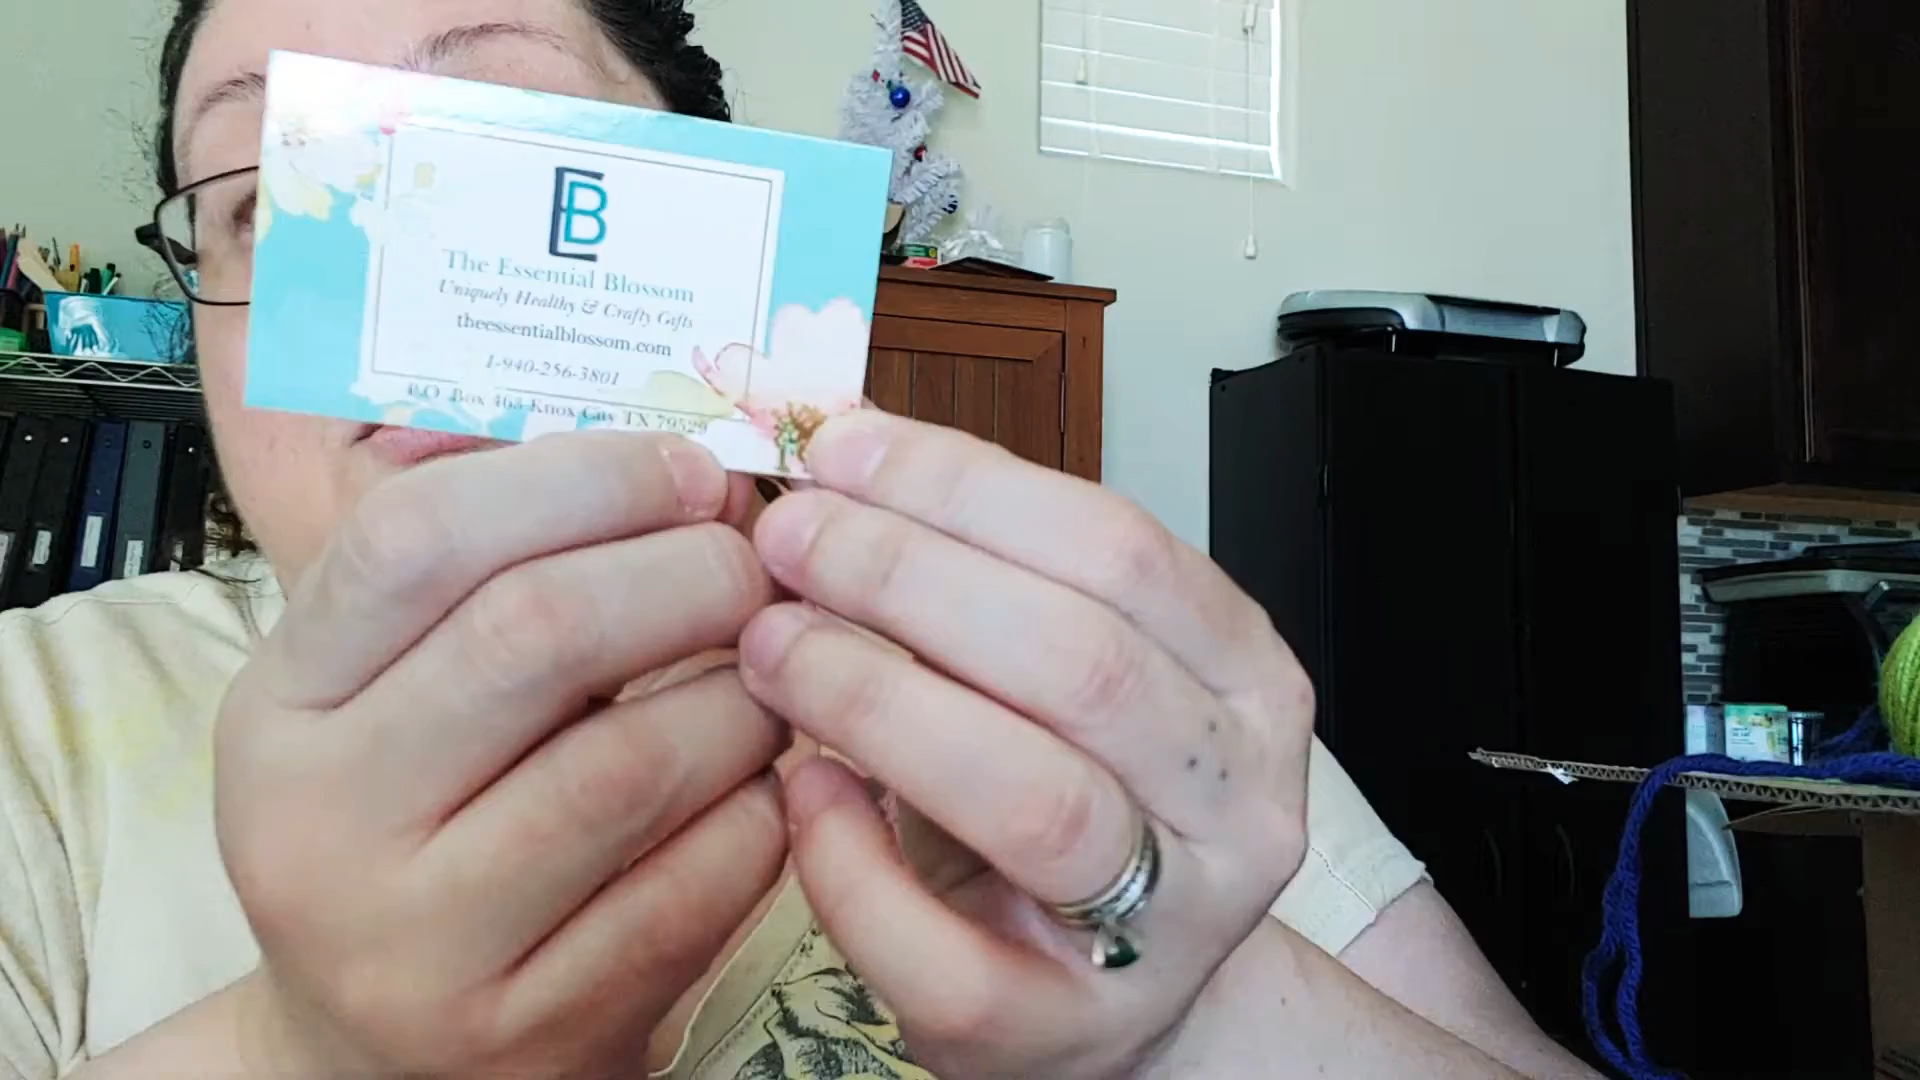 EB
The Essential Blossom
Uniquely Healthy & Crafty Gifts
theessentialblossom.com
1-940-256-3801
P.O. Box 463 Knox City TX 79529